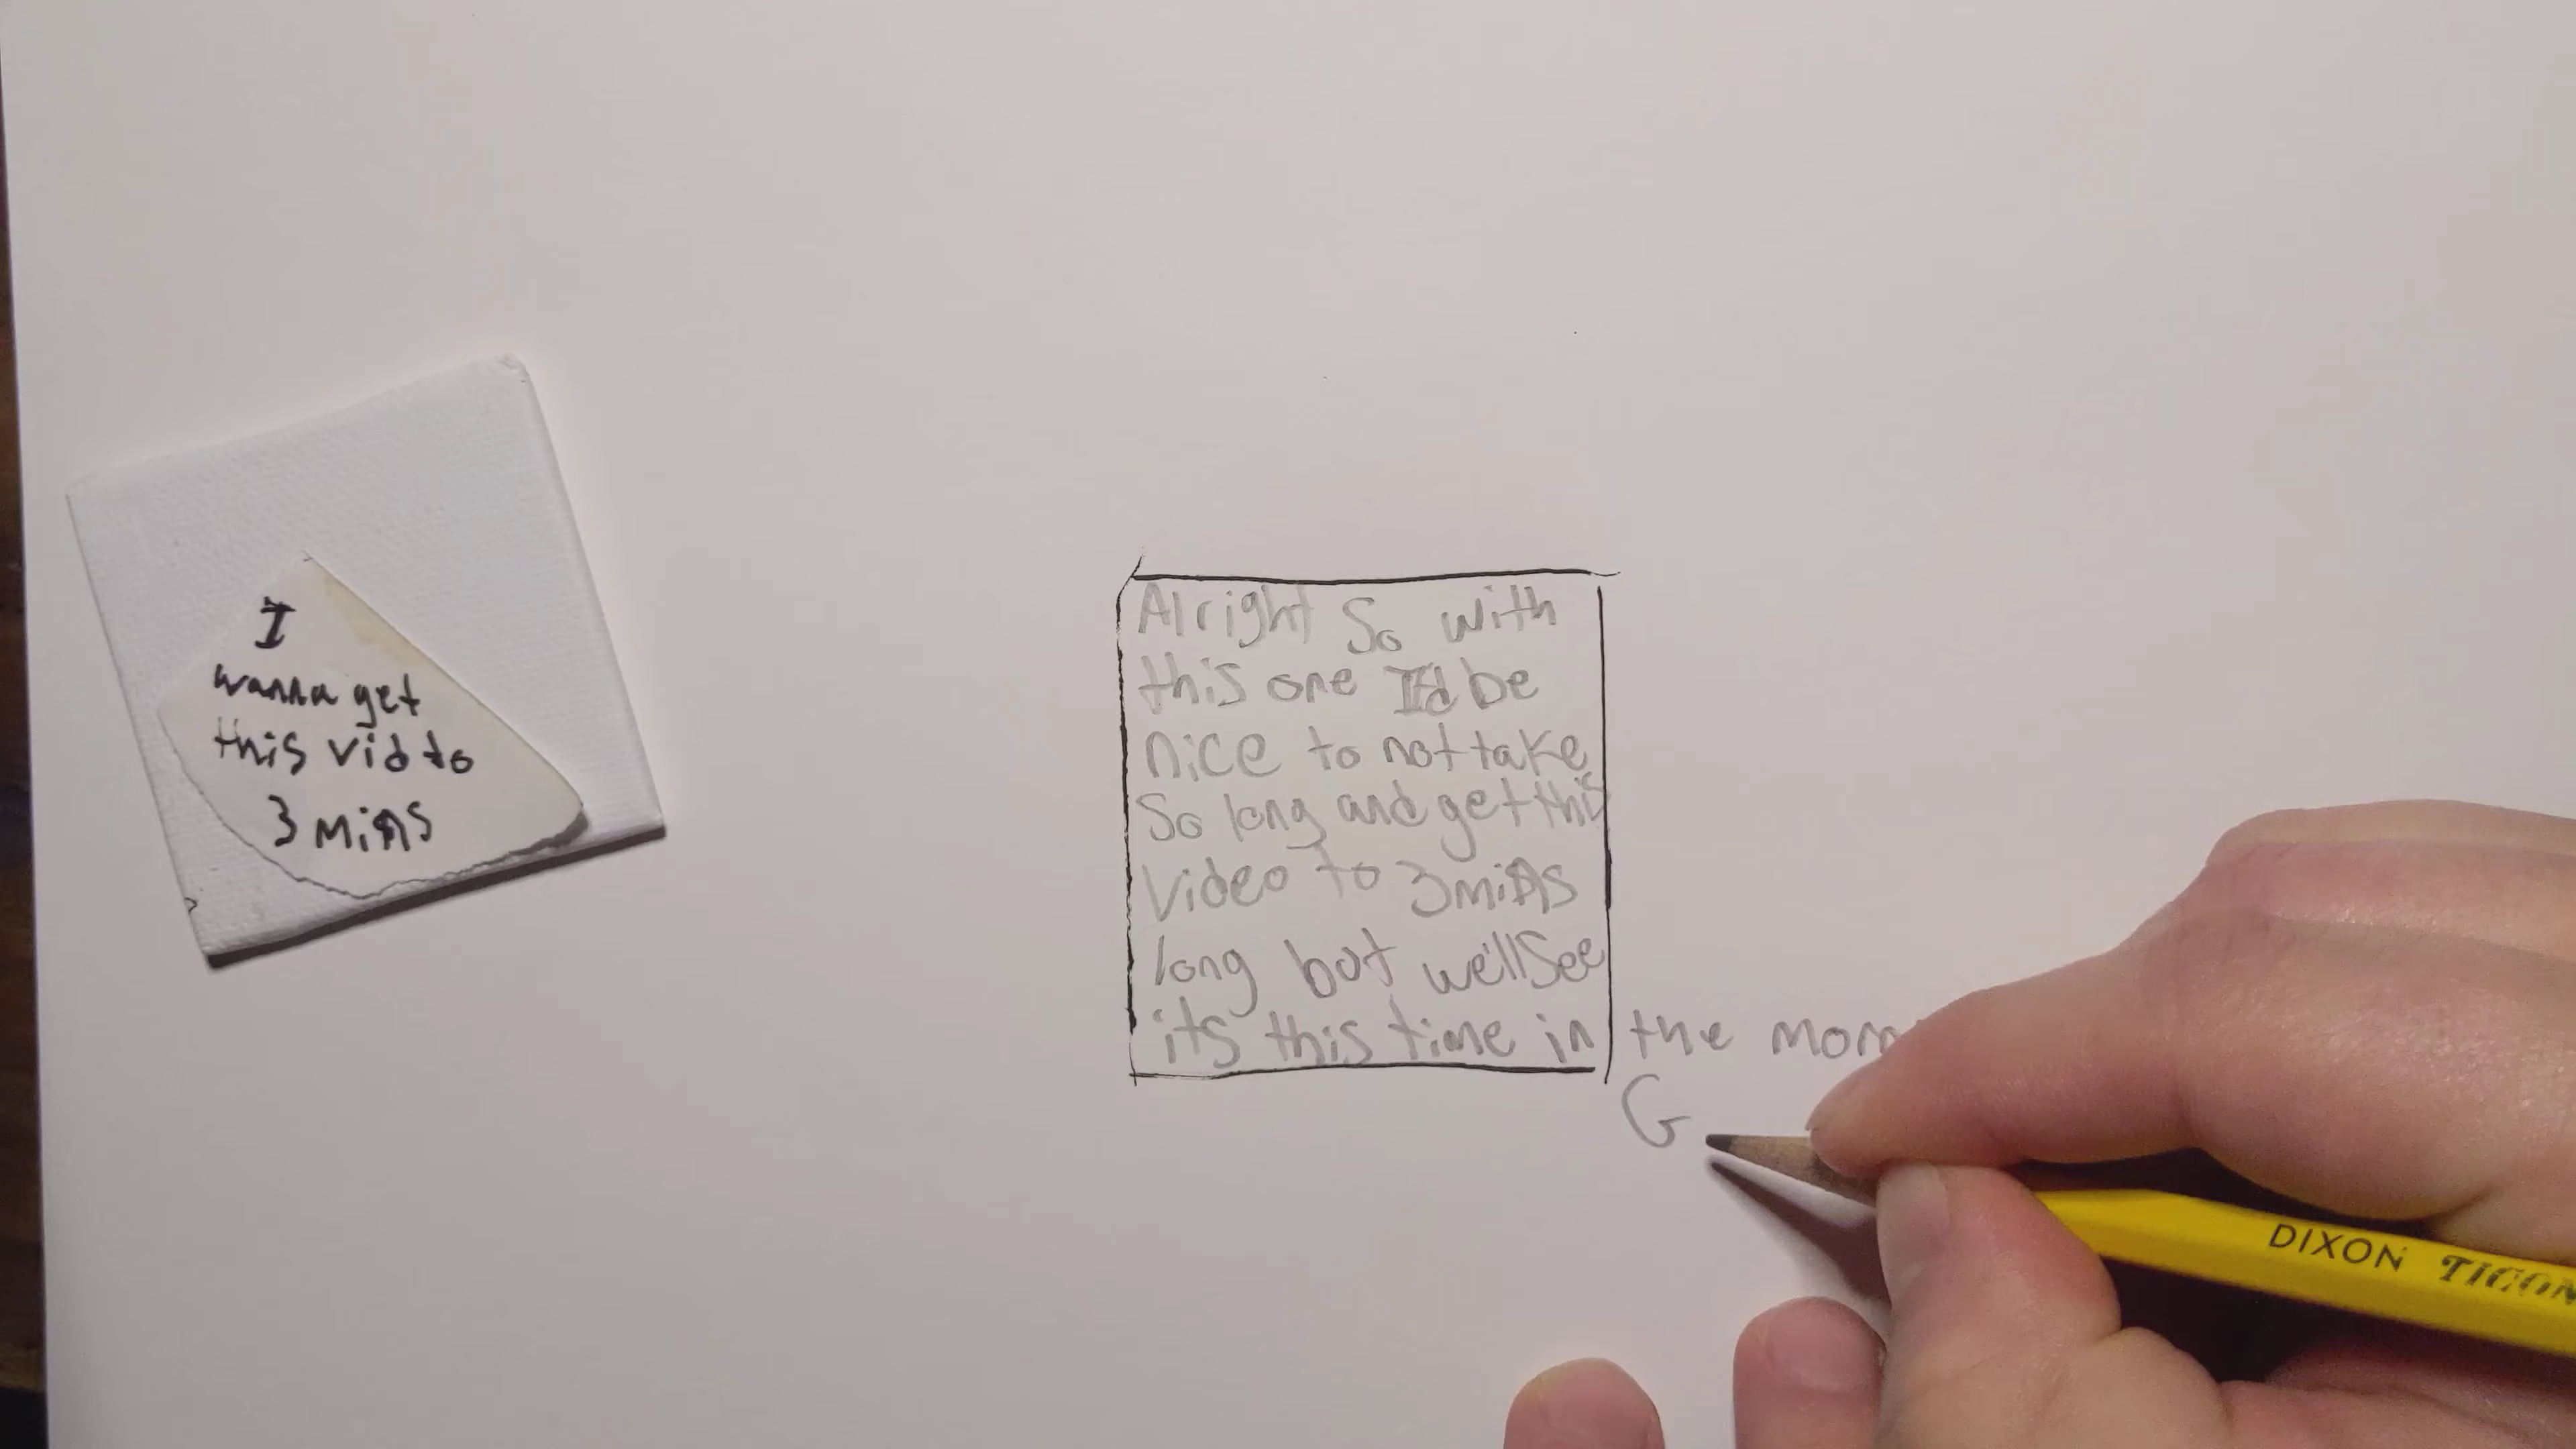 I
wanna get
this vid to
3 mins
Alright So with
this one I'd be
nice to not take
So long and get this
video to 3 mins
long but we'll See
its this time in the mor
G
DIXON TICON